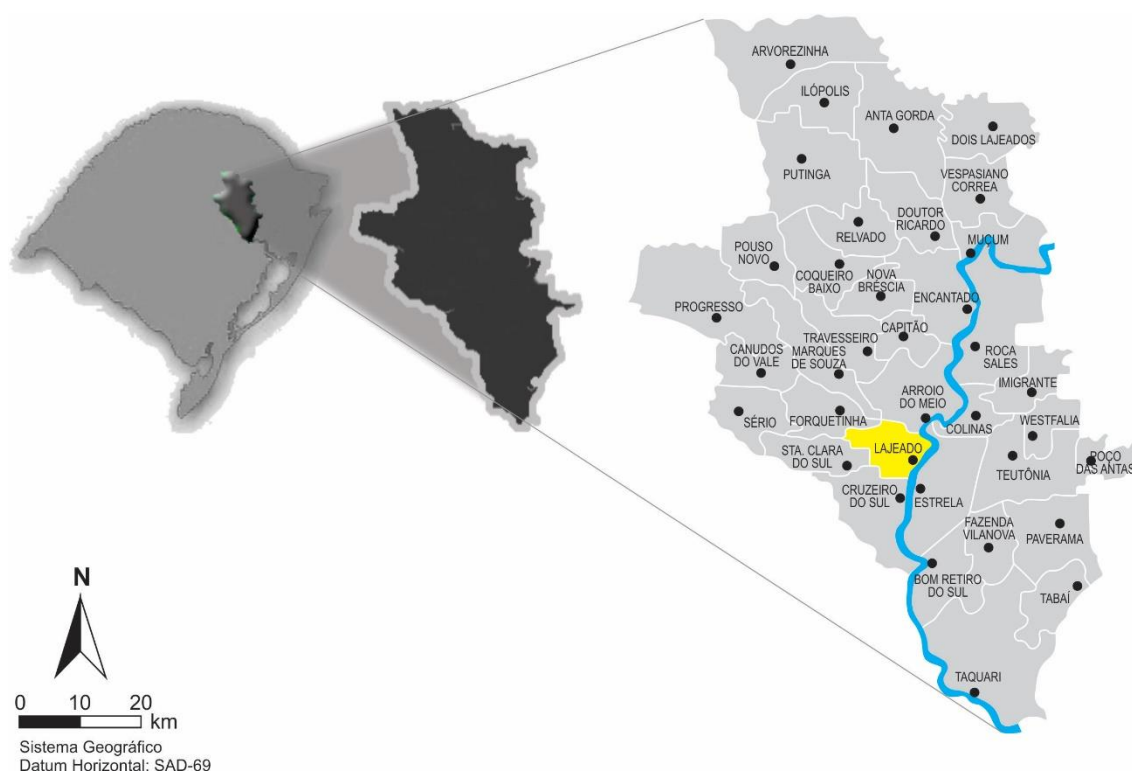 ARVOREZINHA
ILÓPOLIS
ANTA GORDA
DOIS LAJEADOS
PUTINGA
VESPASIANO
CORREA
DOUTOR
RICARDO
RELVADO
MUÇUM
POUSO
NOVO
COQUEIRO
BAIXO
NOVA
BRÉSCIA
ENCANTADO
PROGRESSO
CAPITÃO
TRAVESSEIRO
ROCA
SALES
CANUDOS
DO VALE
MARQUES
DE SOUZA
IMIGRANTE
ARROIO
DO MEIO
SÉRIO
FORQUETINHA
COLINAS
WESTFALIA
LAJEADO
STA. CLARA
DO SUL
TEUTÔNIA
POÇO
DAS ANTAS
CRUZEIRO
DO SUL
ESTRELA
FAZENDA
VILANOVA
PAVERAMA
BOM RETIRO
DO SUL
TABAÍ
TAQUARI
N
0 10 20
km
Sistema Geográfico
Datum Horizontal: SAD-69